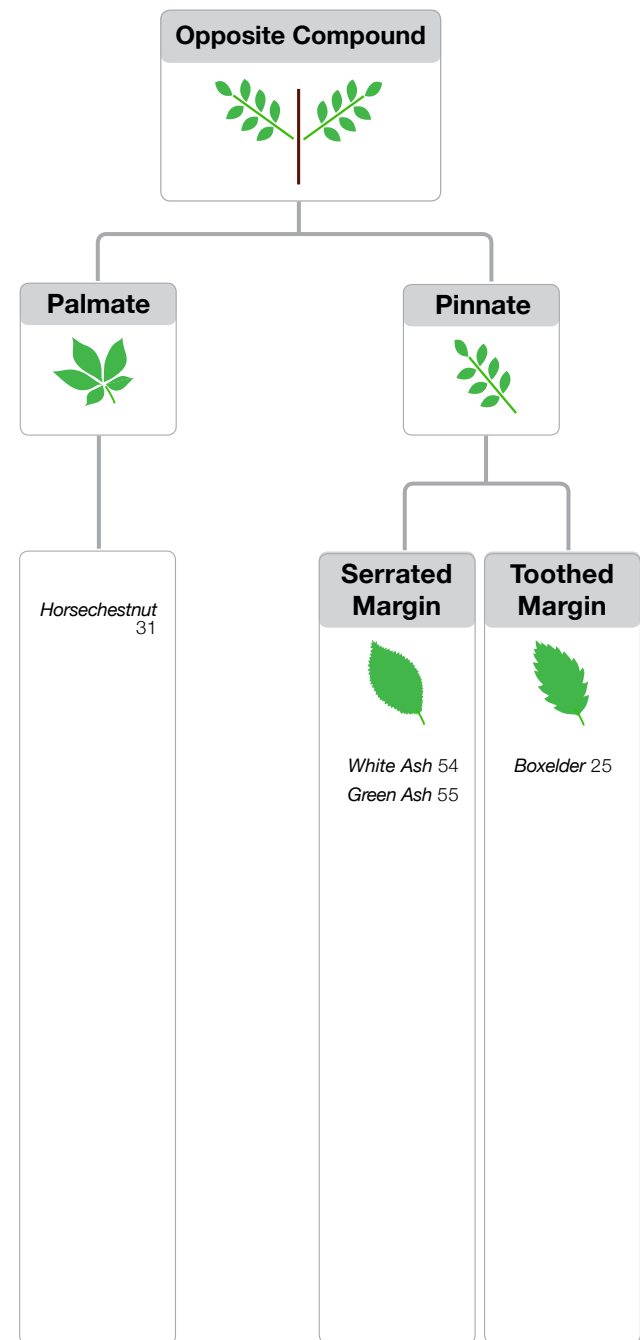 Opposite Compound
Palmate
Pinnate
Horsechestnut
31
Serrated
Margin
White Ash 54
Green Ash 55
Toothed
Margin
Boxelder 25